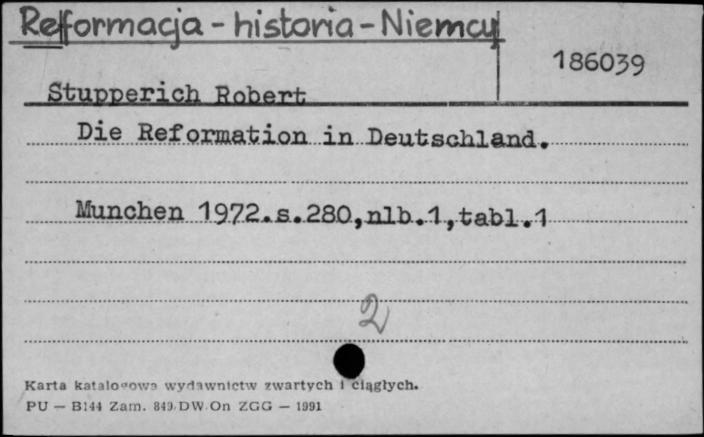 Reformacja - historia - Niemcy
186039
Stupperich Robert
Die Reformation in Deutschland.
Munchen 1972.s.280,nlb.1,tabl.1
2
Karta katalogowa wydawnictw zwartych i ciągłych.
PU — B144 Zam. 849 DW On ZGG — 1991